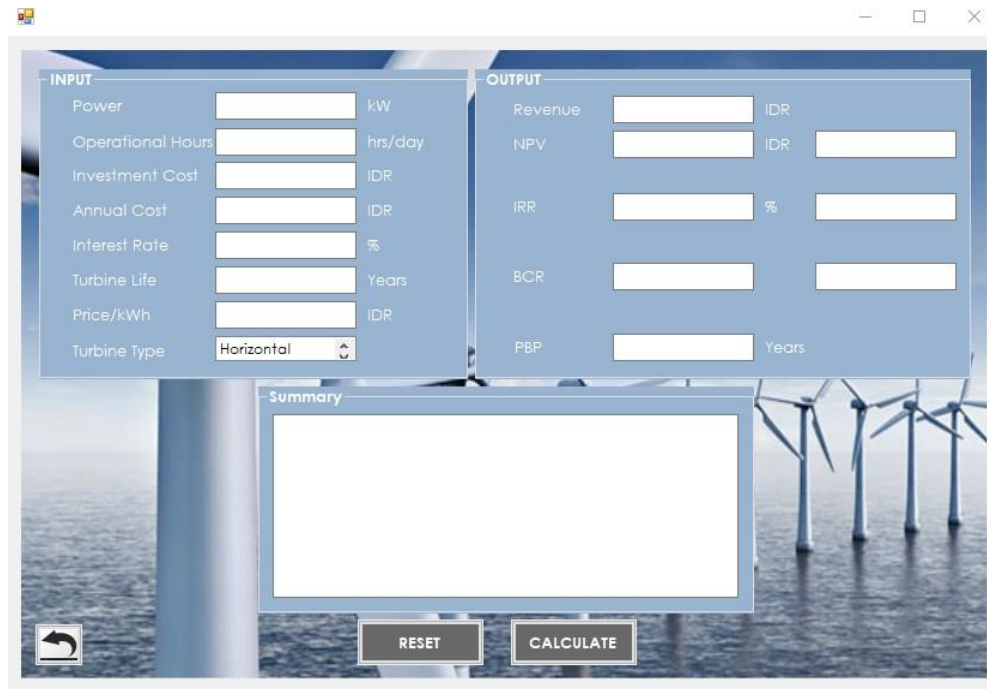 INPUT
Power kW
Operational Hours hrs/day
Investment Cost IDR
Annual Cost IDR
Interest Rate %
Turbine Life Years
Price/kWh IDR
Turbine Type Horizontal
OUTPUT
Revenue IDR
NPV IDR
IRR %
BCR
PBP Years
Summary
RESET CALCULATE